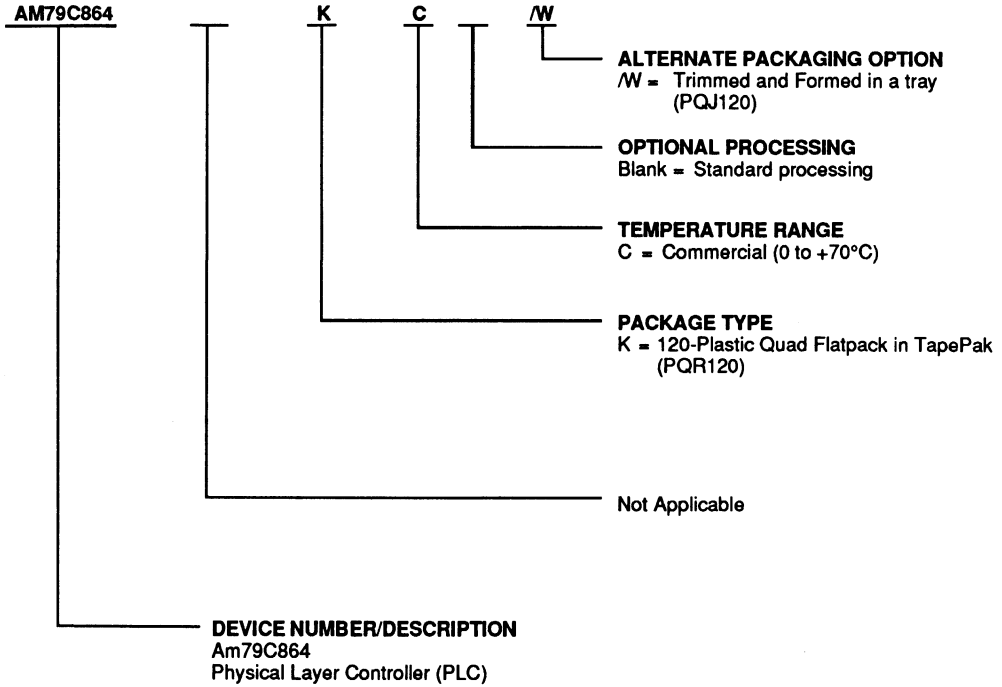 AM79C864 K C /W
ALTERNATE PACKAGING OPTION
/W = Trimmed and Formed in a tray
(PQJ120)
OPTIONAL PROCESSING
Blank = Standard processing
TEMPERATURE RANGE
C = Commercial (0 to +70°C)
PACKAGE TYPE
K = 120-Plastic Quad Flatpack in TapePak
(PQR120)
Not Applicable
DEVICE NUMBER/DESCRIPTION
Am79C864
Physical Layer Controller (PLC)